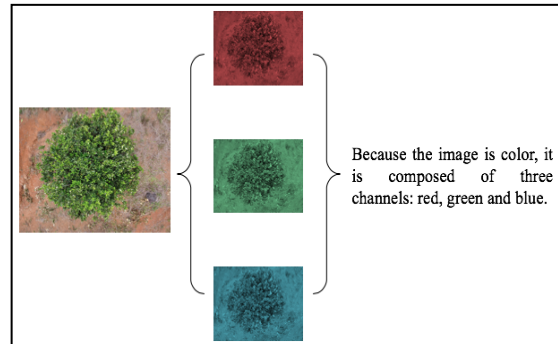 Because the image is color, it
is composed of three
channels: red, green and blue.